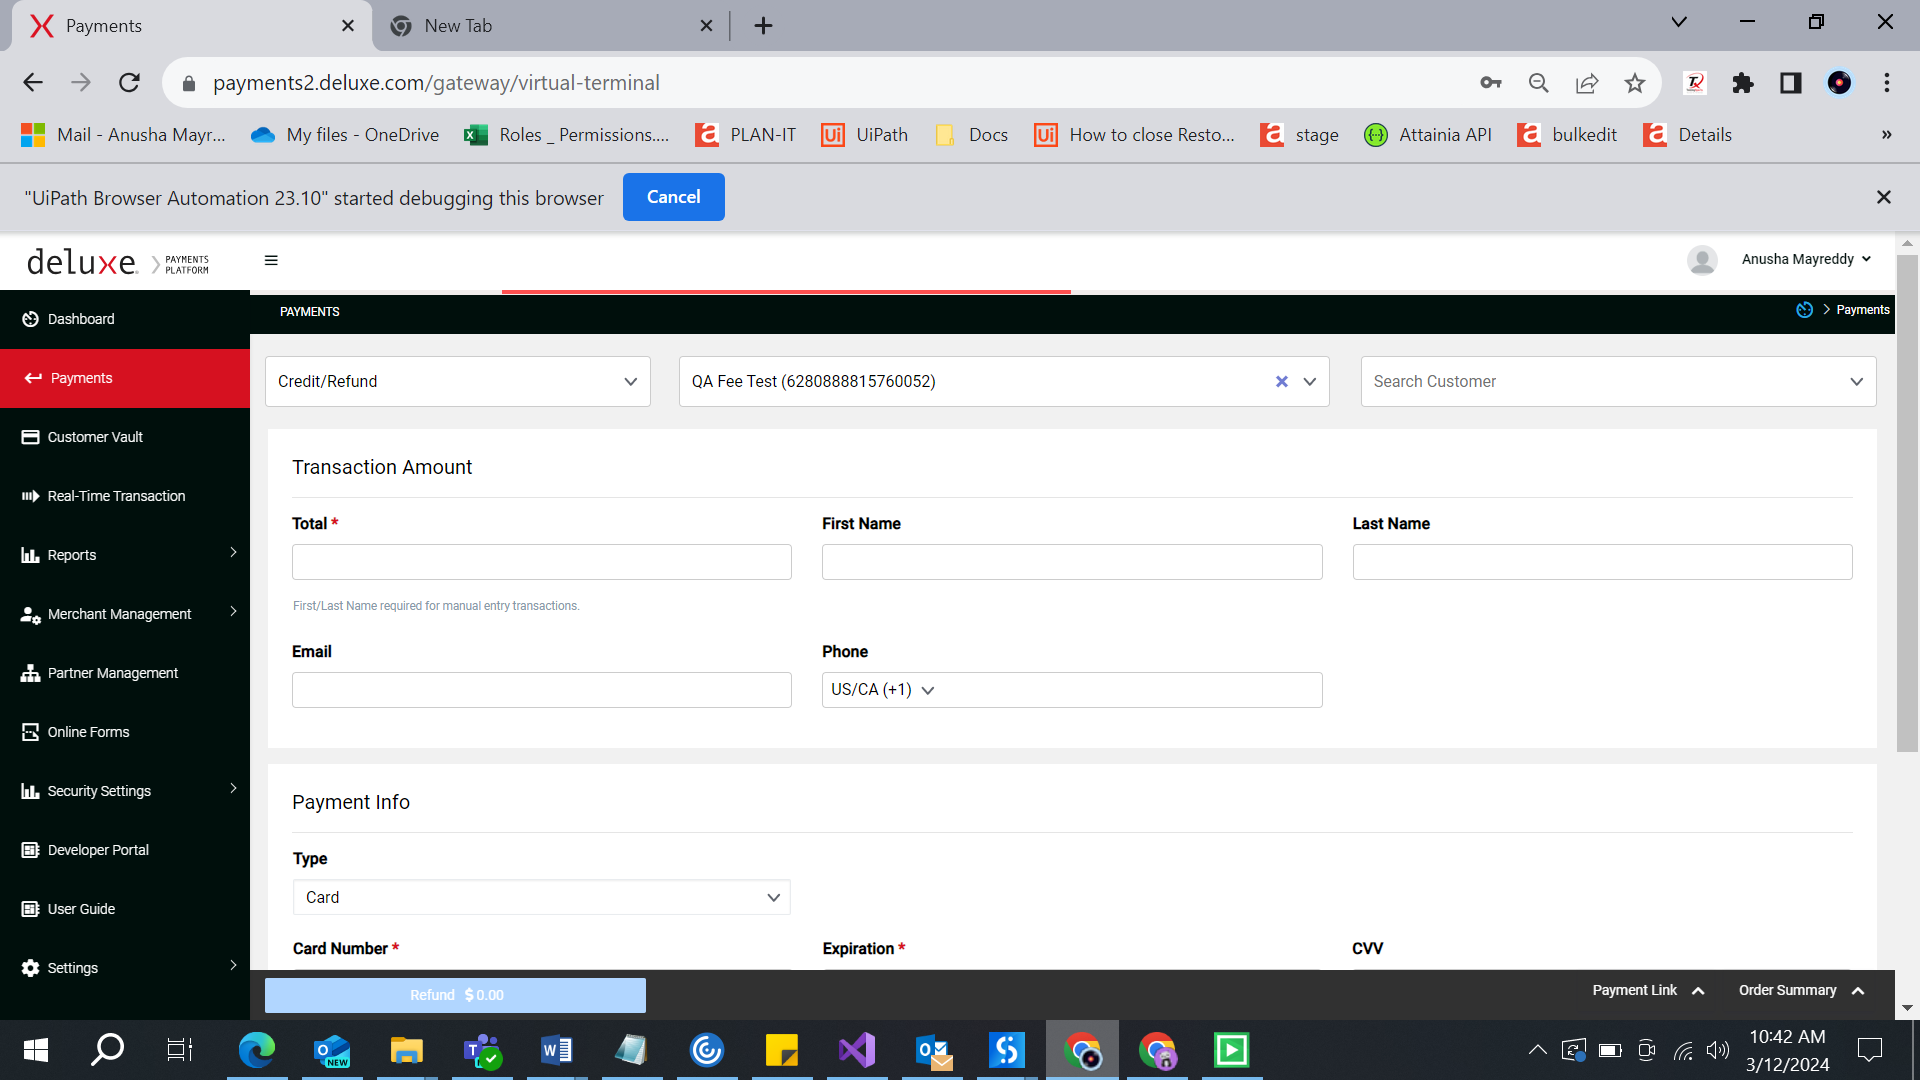 Payments
New Tab
payments2.deluxe.com/gateway/virtual-terminal
Mail - Anusha Mayr...
My files - OneDrive
Roles _ Permissions....
PLAN-IT
UiPath
Docs
How to close Resto...
stage
Attainia API
bulkedit
Details
»
"UiPath Browser Automation 23.10" started debugging this browser
Cancel
deluxe. PAYMENTS PLATFORM
Anusha Mayreddy
Dashboard
Payments
Customer Vault
Real-Time Transaction
Reports
Merchant Management
Partner Management
Online Forms
Security Settings
Developer Portal
User Guide
Settings
PAYMENTS
Payments
Credit/Refund
QA Fee Test (6280888815760052)
Search Customer
Transaction Amount
Total *
First Name
Last Name
First/Last Name required for manual entry transactions.
Email
Phone
US/CA (+1)
Payment Info
Type
Card
Card Number *
Expiration *
CVV
Refund $ 0.00
Payment Link
Order Summary
NEW
10:42 AM
3/12/2024